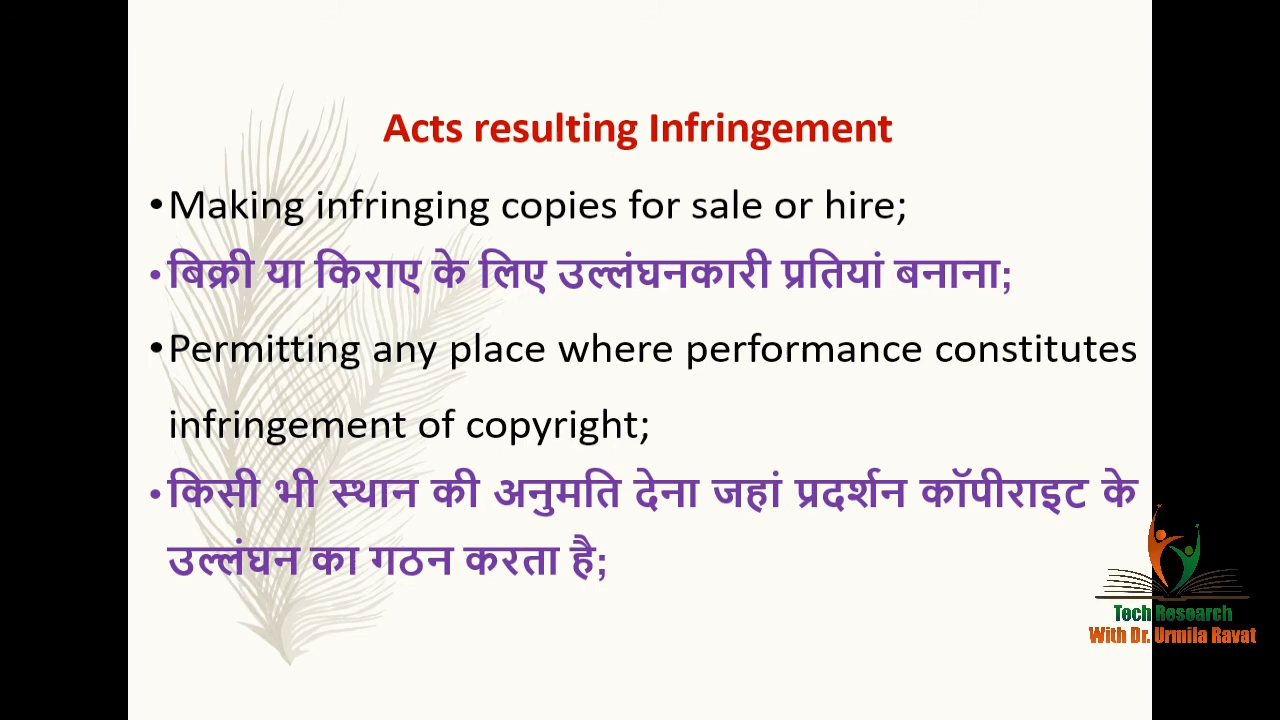 Acts resulting Infringement
•Making infringing copies for sale or hire;
•बिक्री या किराए के लिए उल्लंघनकारी प्रतियां बनाना;
•Permitting any place where performance constitutes
infringement of copyright;
•किसी भी स्थान की अनुमति देना जहां प्रदर्शन कॉपीराइट के
उल्लंघन का गठन करता है;
Tech Research
With Dr. Urmila Ravat